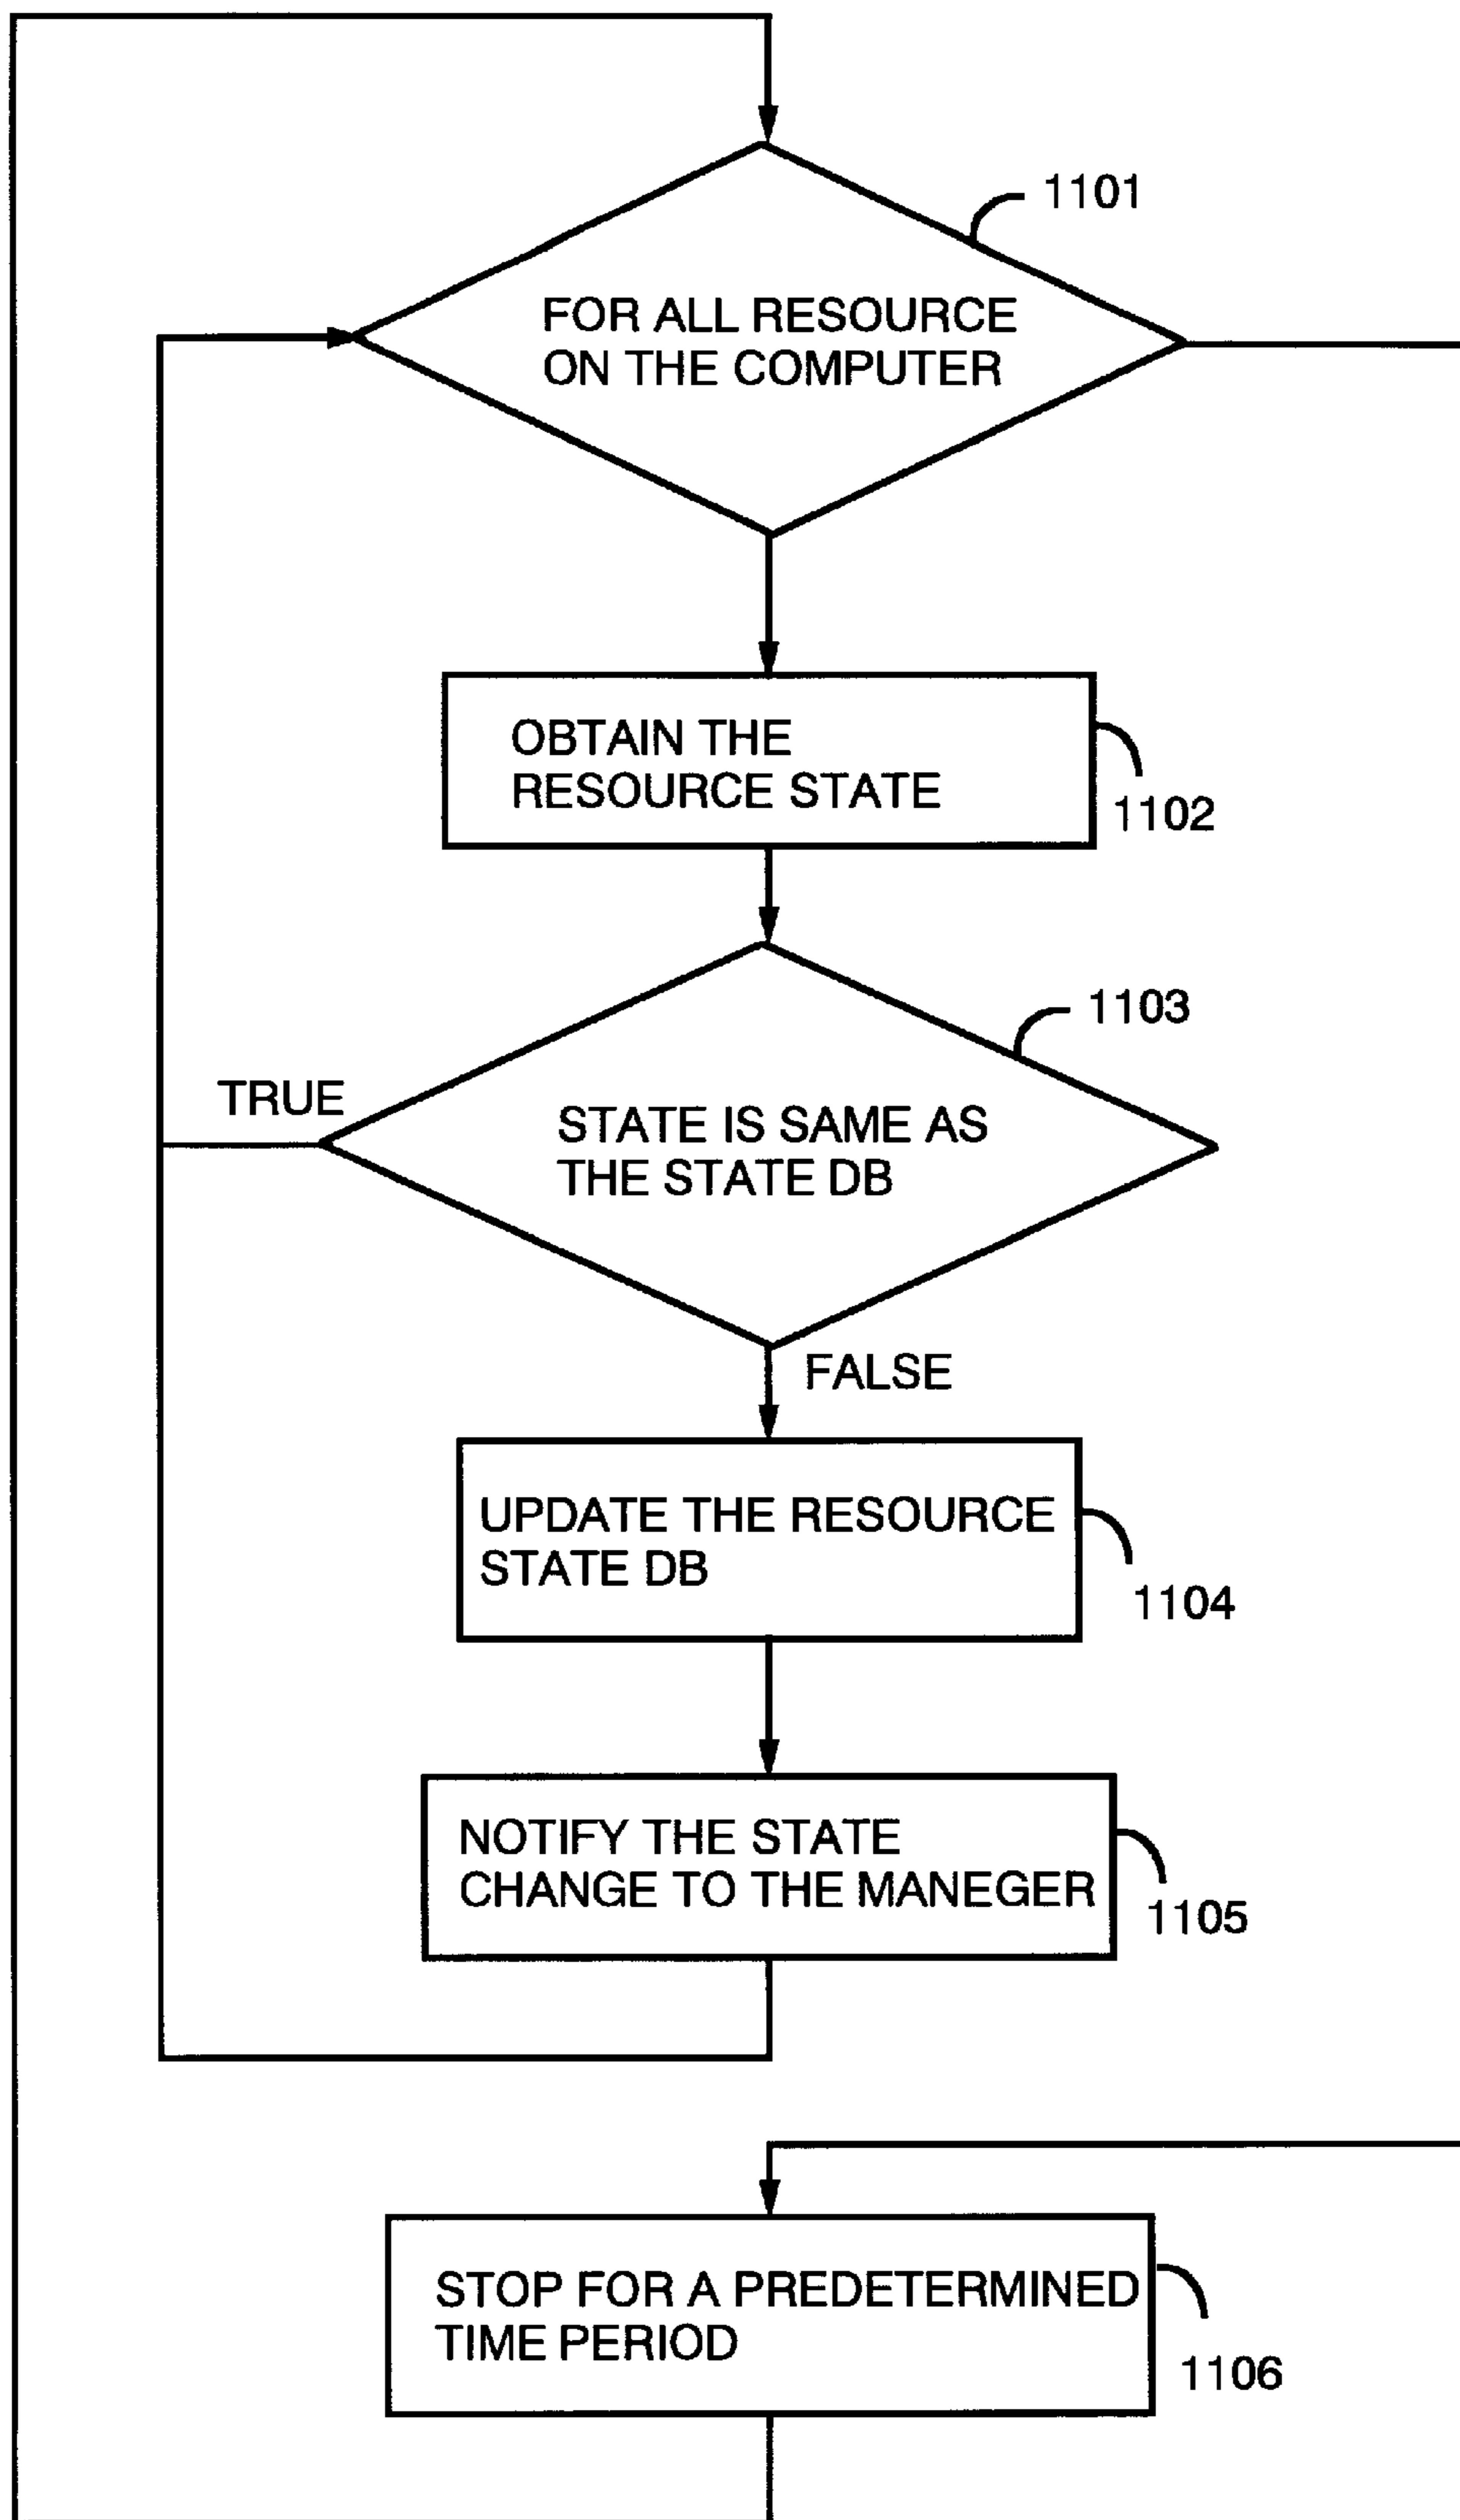 1101
FOR ALL RESOURCE
ON THE COMPUTER
OBTAIN THE
RESOURCE STATE
1102
1103
TRUE
STATE IS SAME AS
THE STATE DB
FALSE
UPDATE THE RESOURCE
STATE DB
1104
NOTIFY THE STATE
CHANGE TO THE MANEGER
1105
STOP FOR A PREDETERMINED
TIME PERIOD
1106